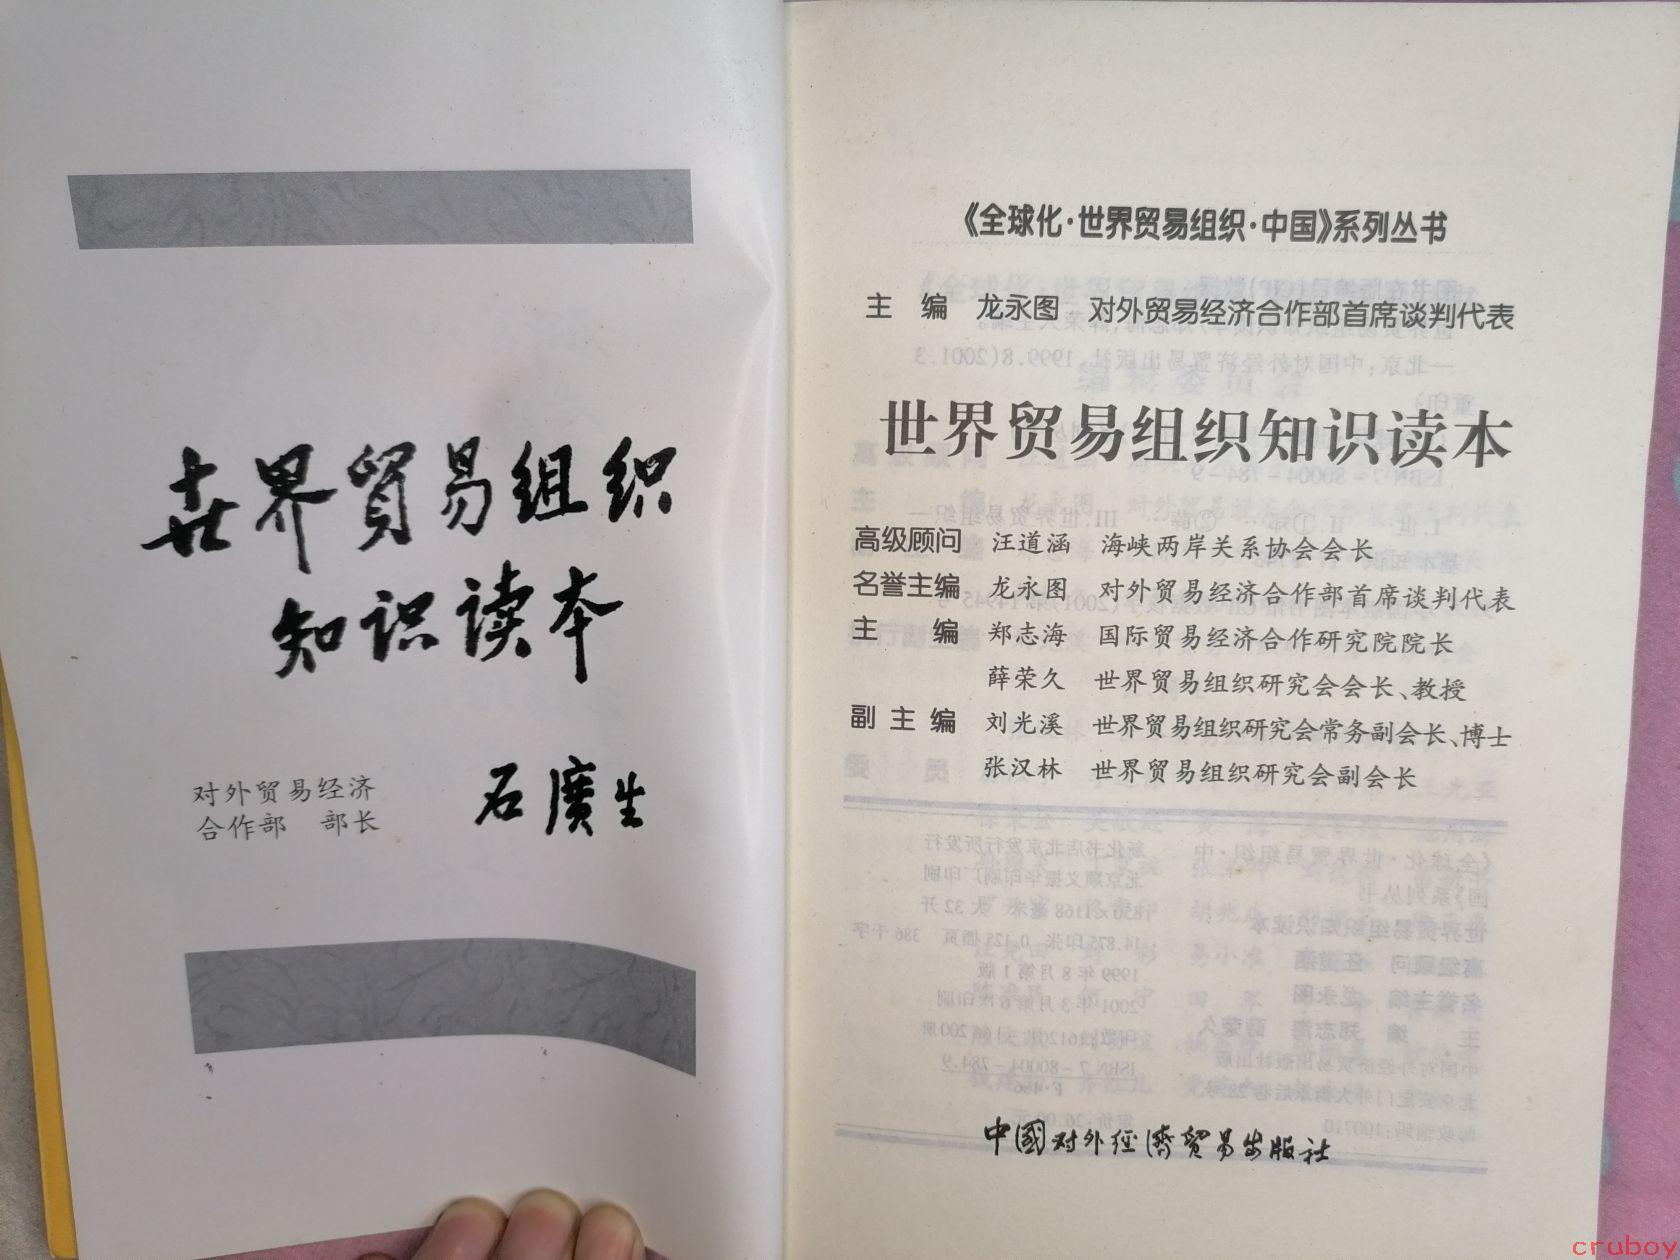 世界貿易组织
知识读本
对外贸易经济
合作部 部长
石廣生
《全球化·世界贸易组织·中国》系列丛书
主 编 龙永图 对外贸易经济合作部首席谈判代表
世界贸易组织知识读本
高级顾问 汪道涵 海峡两岸关系协会会长
名誉主编 龙永图 对外贸易经济合作部首席谈判代表
主 编 郑志海 国际贸易经济合作研究院院长
薛荣久 世界贸易组织研究会会长、教授
副主编 刘光溪 世界贸易组织研究会常务副会长、博士
张汉林 世界贸易组织研究会副会长
中國对外经濟贸易出版社
cruboy